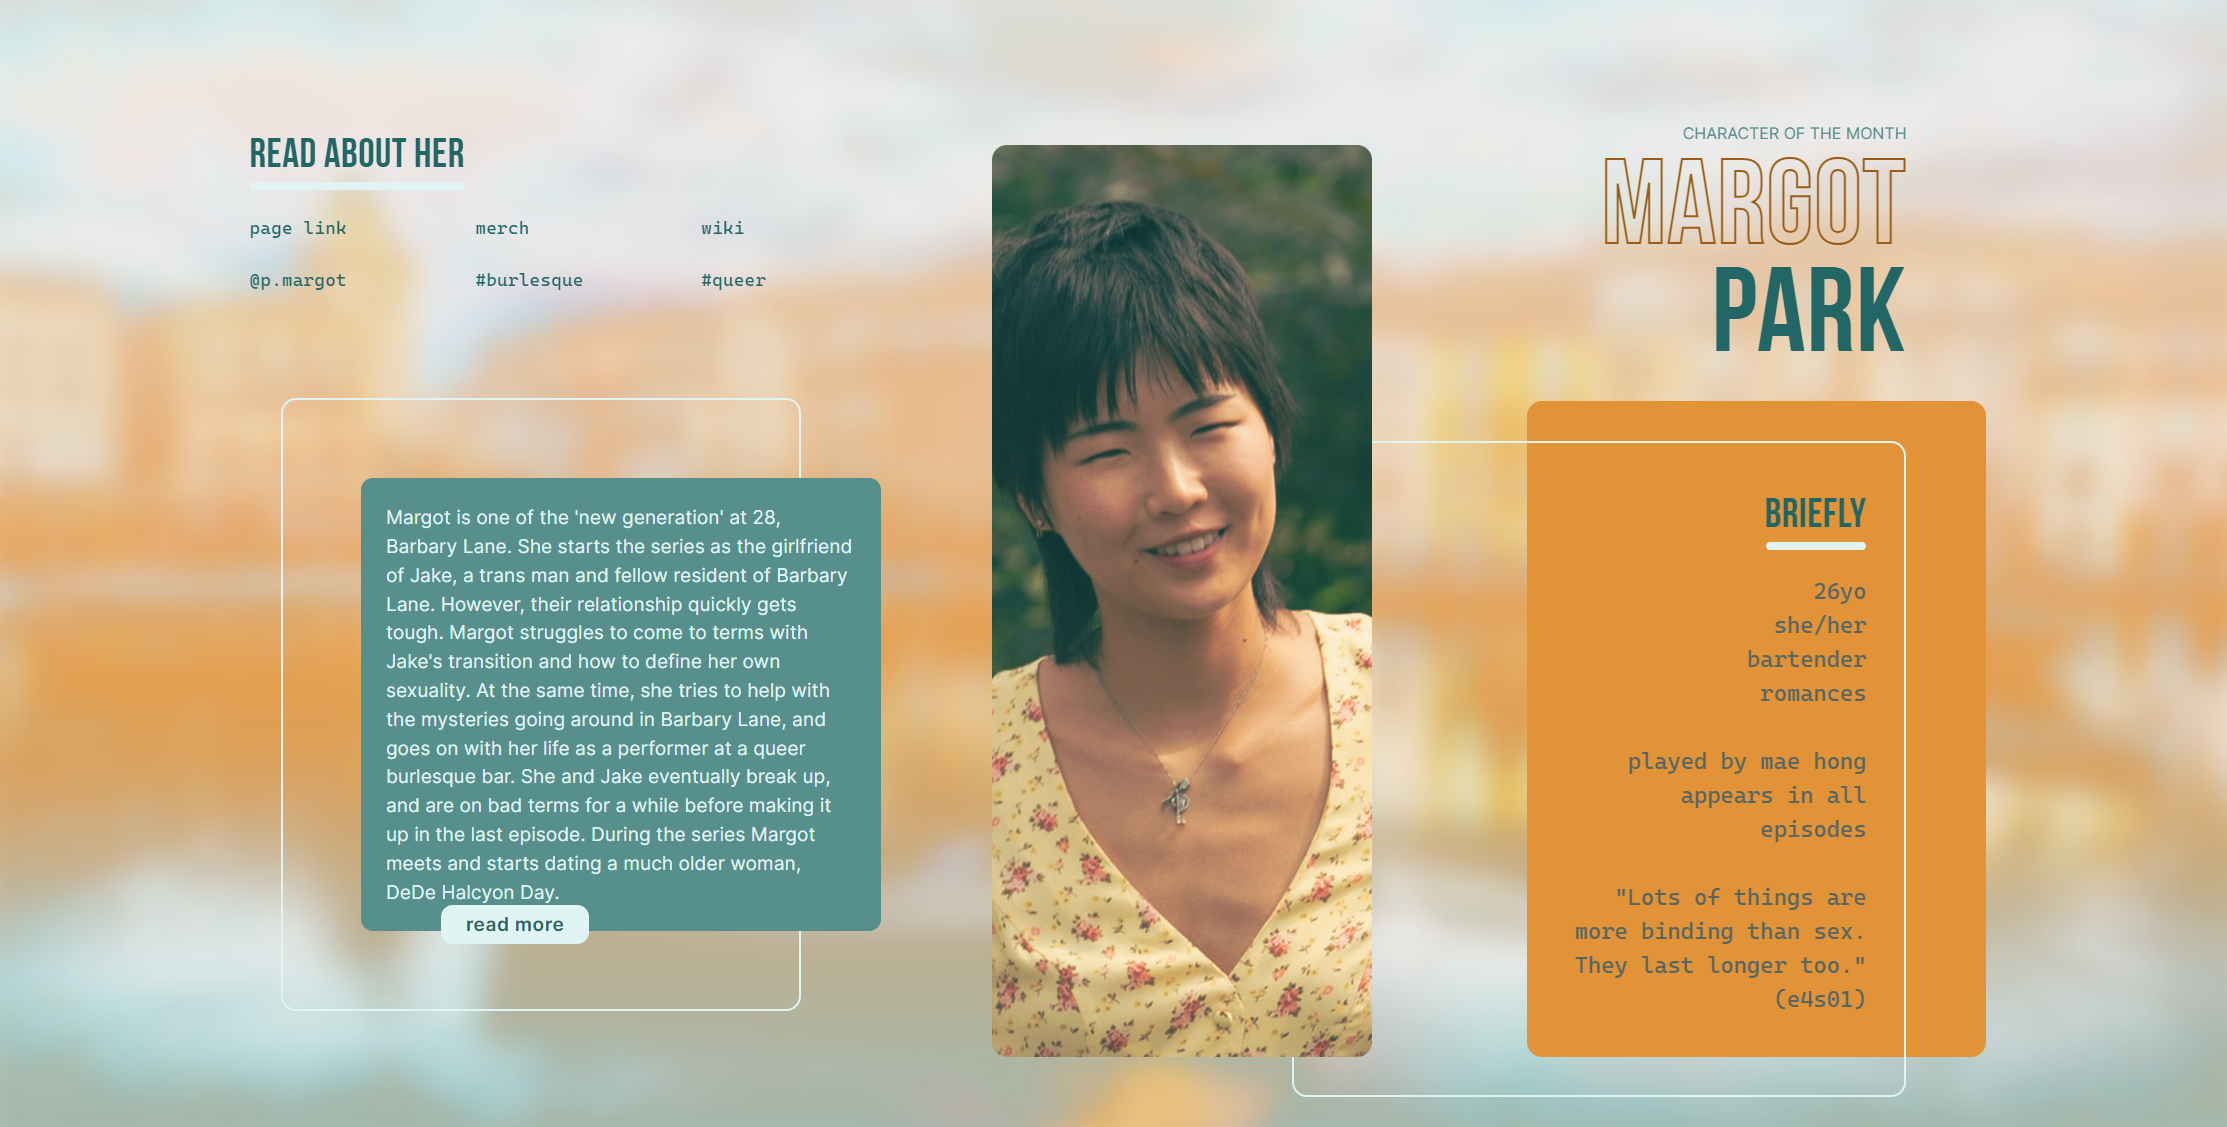 READ ABOUT HER
page link
merch
wiki
@p.margot
#burlesque
#queer
Margot is one of the 'new generation' at 28,
Barbary Lane. She starts the series as the girlfriend
of Jake, a trans man and fellow resident of Barbary
Lane. However, their relationship quickly gets
tough. Margot struggles to come to terms with
Jake's transition and how to define her own
sexuality. At the same time, she tries to help with
the mysteries going around in Barbary Lane, and
goes on with her life as a performer at a queer
burlesque bar. She and Jake eventually break up,
and are on bad terms for a while before making it
up in the last episode. During the series Margot
meets and starts dating a much older woman,
DeDe Halcyon Day.
read more
CHARACTER OF THE MONTH
MARGOT
PARK
BRIEFLY
26yo
she/her
bartender
romances
played by mae hong
appears in all
episodes
"Lots of things are
more binding than sex.
They last longer too."
(e4s01)